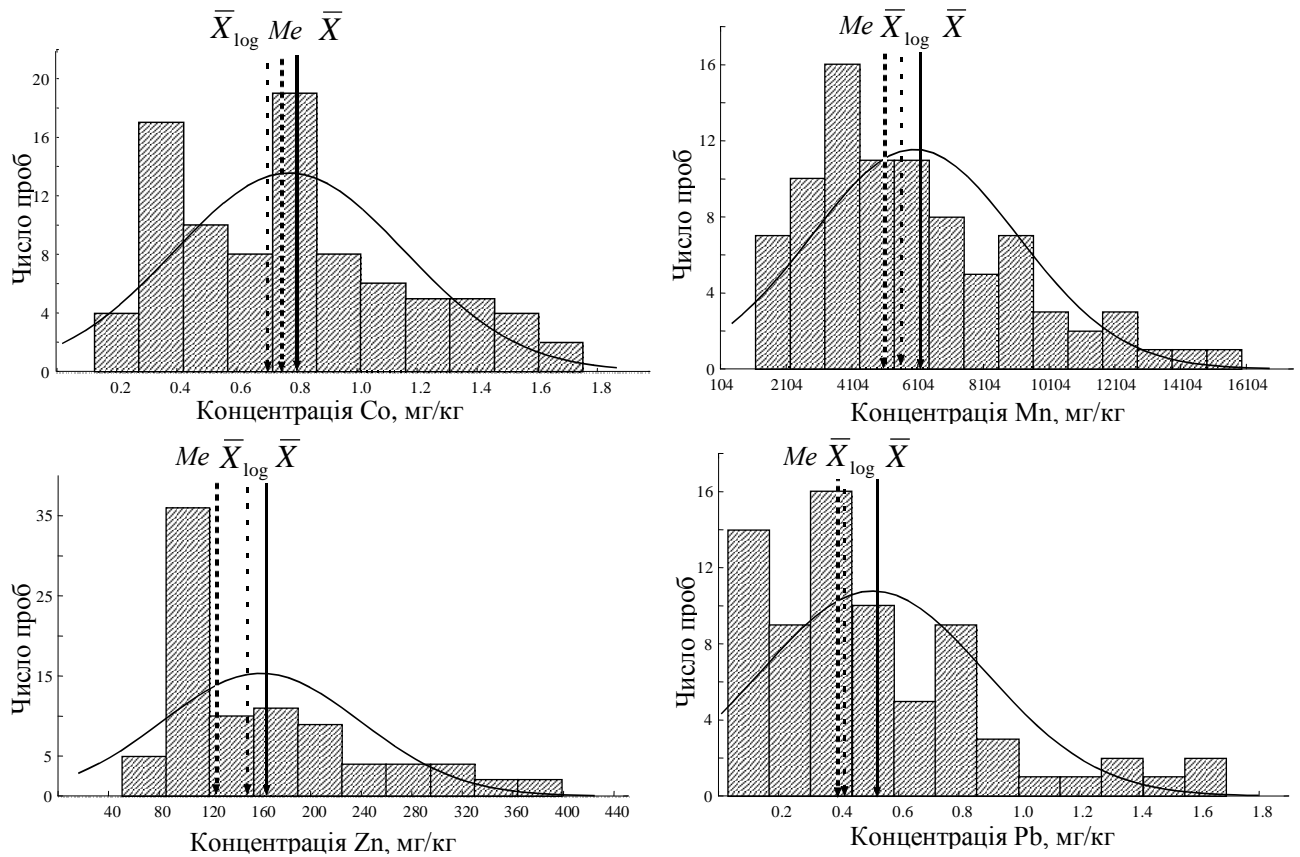 X̅log Me X̅
Число проб
20
16
12
8
4
0
0.2 0.4 0.6 0.8 1.0 1.2 1.4 1.6 1.8
Концентрація Co, мг/кг
Me X̅log X̅
Число проб
16
12
8
4
0
104 2104 4104 6104 8104 10104 12104 14104 16104
Концентрація Mn, мг/кг
Me X̅log X̅
Число проб
35
25
15
5
0
40 80 120 160 200 240 280 320 360 400 440
Концентрація Zn, мг/кг
Me X̅log X̅
Число проб
16
12
8
4
0
0.2 0.4 0.6 0.8 1.0 1.2 1.4 1.6 1.8
Концентрація Pb, мг/кг